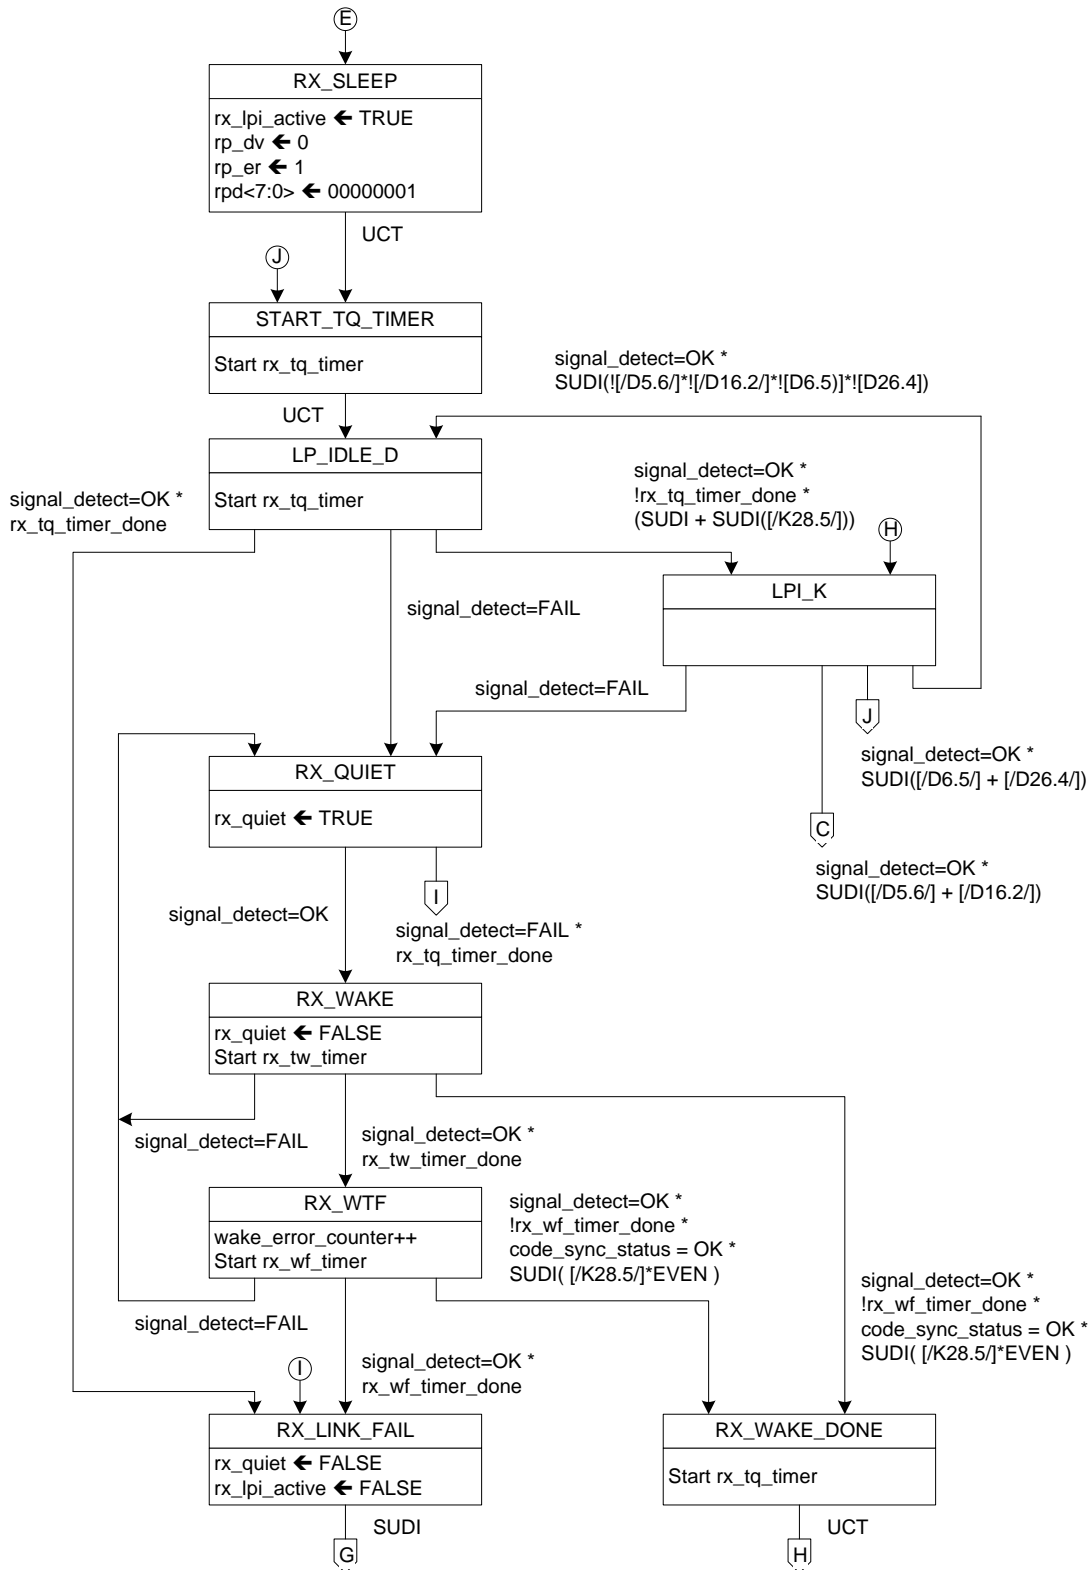 E
RX_SLEEP
rx_lpi_active 🡸 TRUE
rp_dv 🡸 0
rp_er 🡸 1
rpd<7:0> 🡸 00000001
UCT
J
START_TQ_TIMER
Start rx_tq_timer
signal_detect=OK *
SUDI(![/D5.6/]*![/D16.2/]*![D6.5)]*![D26.4])
UCT
LP_IDLE_D
Start rx_tq_timer
signal_detect=OK *
rx_tq_timer_done
signal_detect=OK *
!rx_tq_timer_done *
(SUDI + SUDI([/K28.5/]))
H
LPI_K
signal_detect=FAIL
signal_detect=FAIL
J
signal_detect=OK *
SUDI([/D6.5/] + [/D26.4/])
RX_QUIET
rx_quiet 🡸 TRUE
C
signal_detect=OK *
SUDI([/D5.6/] + [/D16.2/])
I
signal_detect=OK
signal_detect=FAIL *
rx_tq_timer_done
RX_WAKE
rx_quiet 🡸 FALSE
Start rx_tw_timer
signal_detect=FAIL
signal_detect=OK *
rx_tw_timer_done
RX_WTF
wake_error_counter++
Start rx_wf_timer
signal_detect=OK *
!rx_wf_timer_done *
code_sync_status = OK *
SUDI( [/K28.5/]*EVEN )
signal_detect=OK *
!rx_wf_timer_done *
code_sync_status = OK *
SUDI( [/K28.5/]*EVEN )
signal_detect=FAIL
I
signal_detect=OK *
rx_wf_timer_done
RX_LINK_FAIL
rx_quiet 🡸 FALSE
rx_lpi_active 🡸 FALSE
RX_WAKE_DONE
Start rx_tq_timer
SUDI
G
UCT
H